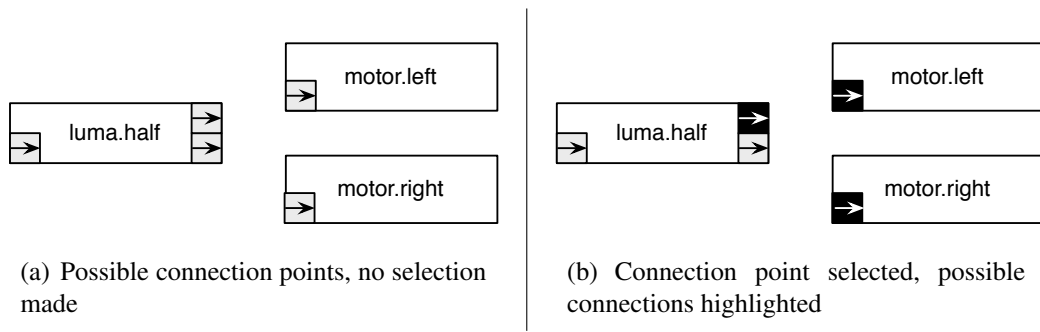 motor.left
luma.half
motor.right
(a) Possible connection points, no selection
made
motor.left
luma.half
motor.right
(b) Connection point selected, possible
connections highlighted